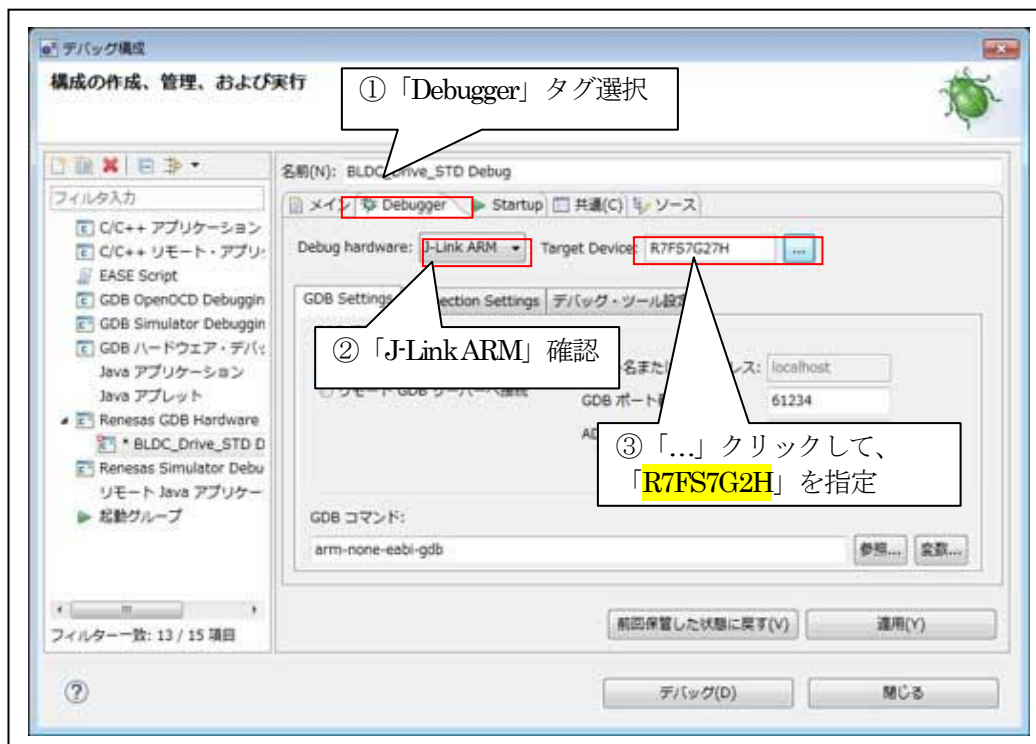 デバッグ構成
構成の作成、管理、および実行
①「Debugger」タグ選択
フィルタ入力
C/C++ アプリケーション
C/C++ リモート・アプリ
EASE Script
GDB OpenOCD Debuggin
GDB Simulator Debuggin
GDB ハードウェア・デバ
Java アプリケーション
Java アプレット
Renesas GDB Hardware
* BLDC_Drive_STD D
Renesas Simulator Debu
リモート Java アプリケー
起動グループ
フィルター一致: 13 / 15 項目
名前(N): BLDC_Drive_STD Debug
メイン Debugger Startup 共通(C) ソース
Debug hardware: J-Link ARM Target Device: R7FS7G27H ...
GDB Settings ection Settings デバッグ・ツール設
②「J-Link ARM」確認
名また レス: localhost
リモート GDB サーバーへ接続
GDB ポート 61234
AD
③「…」クリックして、
「R7FS7G2H」を指定
GDB コマンド:
arm-none-eabi-gdb 参照... 変数...
前回保管した状態に戻す(V) 適用(Y)
デバッグ(D) 閉じる